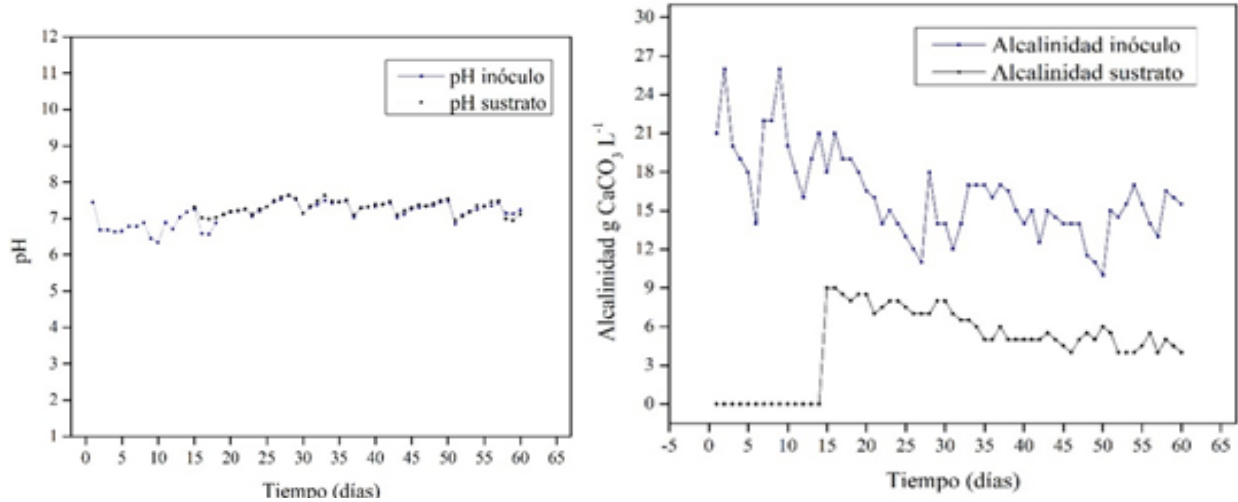 12
11
10
9
8
7
6
5
4
3
2
1
pH
pH inóculo
pH sustrato
0 5 10 15 20 23 30 35 40 45 50 55 60 65
Tiempo (días)
30
27
24
21
18
15
12
9
6
3
0
Alcalinidad g CaCO3 L-1
Alcalinidad inóculo
Alcalinidad sustrato
-5 0 5 10 15 20 25 30 35 40 45 50 55 60 65
Tiempo (días)